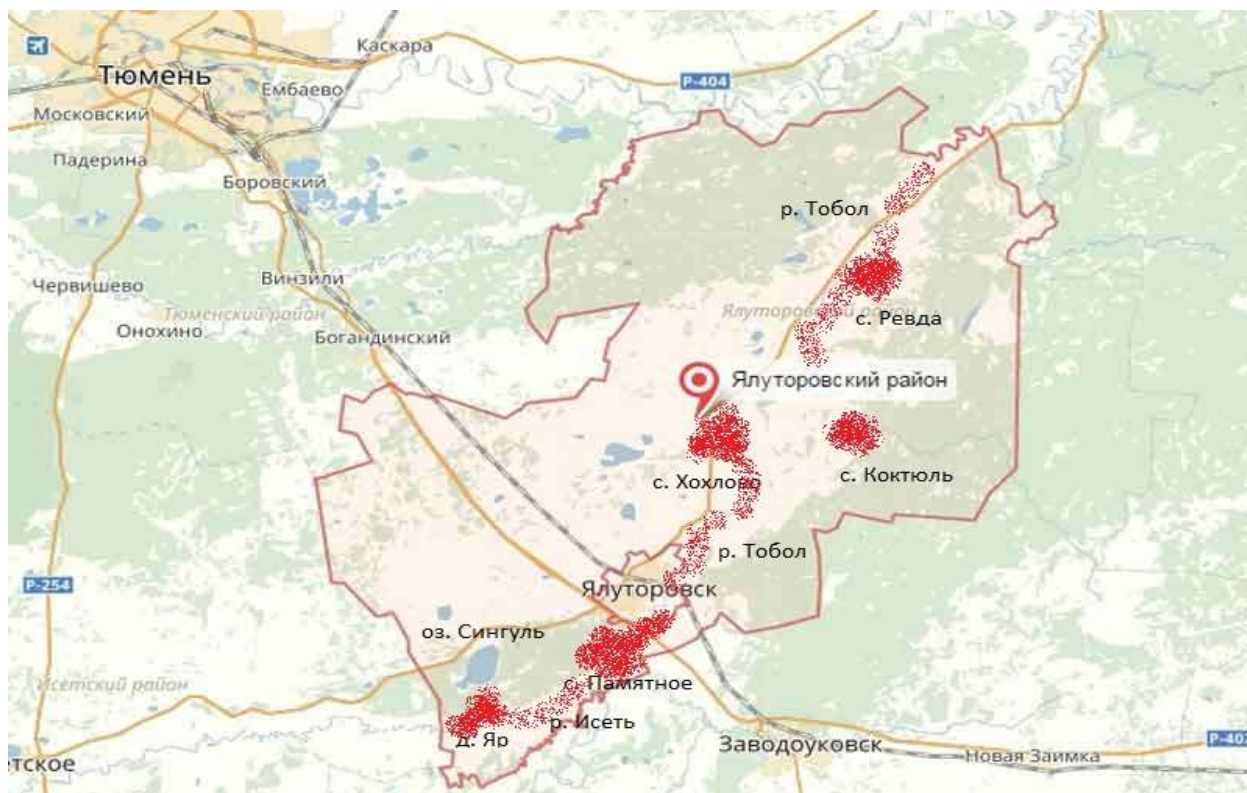 Каскара
Тюмень
Р-404
Ембаево
Московский
Падерина
Боровский
р. Тобол
Винзили
Червишево
Тюменский район
Онохино
Богандинский
Ялуторовский район
с. Ревда
Ялуторовский район
с. Хохлово
с. Коктюль
р. Тобол
Р-254
Ялуторовск
оз. Сингуль
Исетский район
с. Памятное
р. Исеть
д. Яр
Заводоуковск
Р-402
Новая Заимка
етское